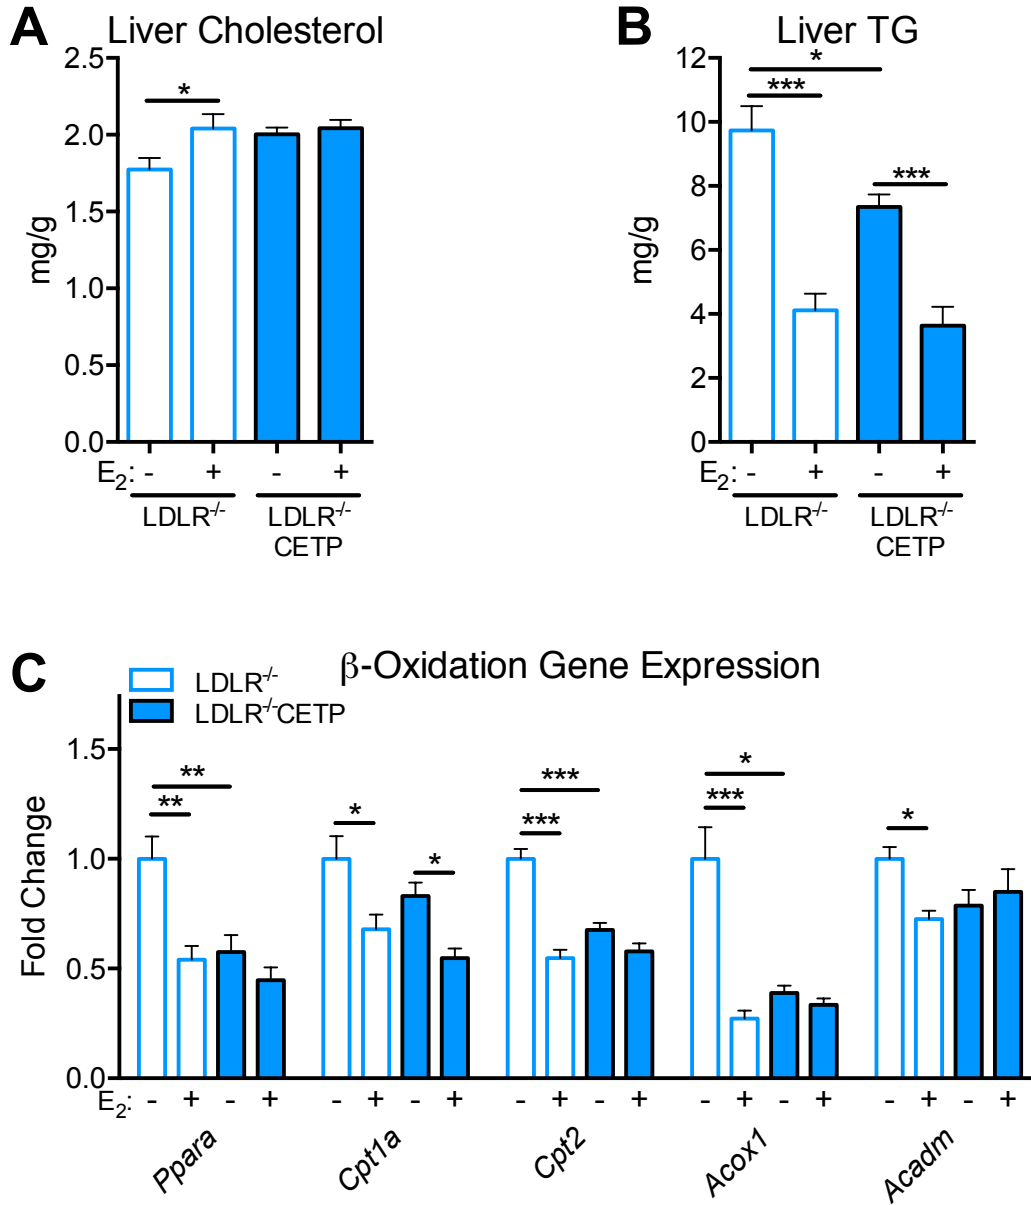 A Liver Cholesterol
2.5
2.0
1.5
1.0
0.5
0.0
mg/g
*
E₂: - + - +
LDLR⁻/⁻ LDLR⁻/⁻
CETP
B Liver TG
12
10
8
6
4
2
0
mg/g
*
***
***
E₂: - + - +
LDLR⁻/⁻ LDLR⁻/⁻
CETP
C β-Oxidation Gene Expression
LDLR⁻/⁻
LDLR⁻/⁻CETP
1.5
1.0
0.5
0.0
Fold Change
** *** *
** * * *** *** *
E₂: - + - + - + - + - + - + - + - + - + - +
Ppara Cpt1a Cpt2 Acox1 Acadm